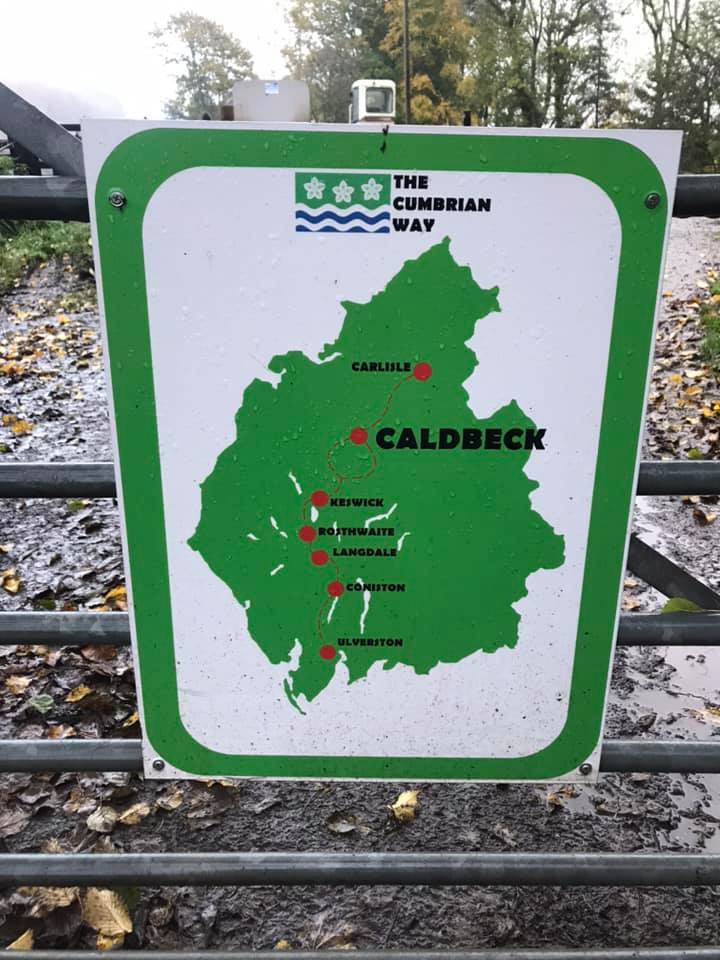 THE
CUMBRIAN
WAY
CARLISLE
CALDBECK
KESWICK
ROSTHWAITE
LANGDALE
CONISTON
ULVERSTON